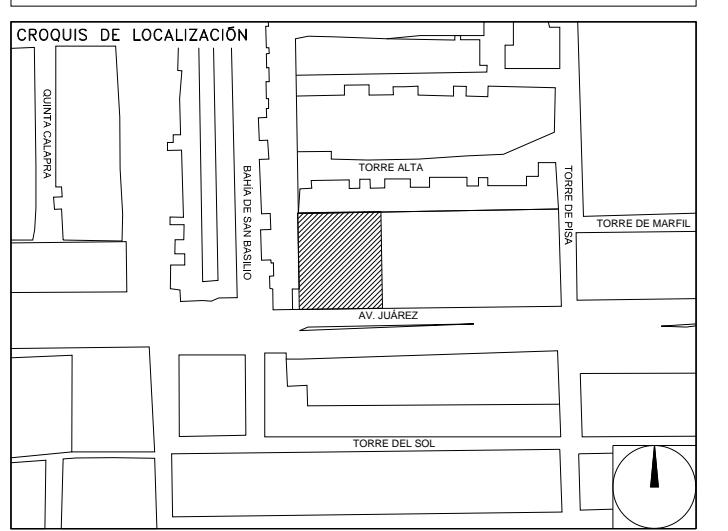 CROQUIS DE LOCALIZACIÓN
QUINTA CALAPRA
BAHÍA DE SAN BASILIO
TORRE ALTA
TORRE DE PISA
TORRE DE MARFIL
AV. JUÁREZ
TORRE DEL SOL